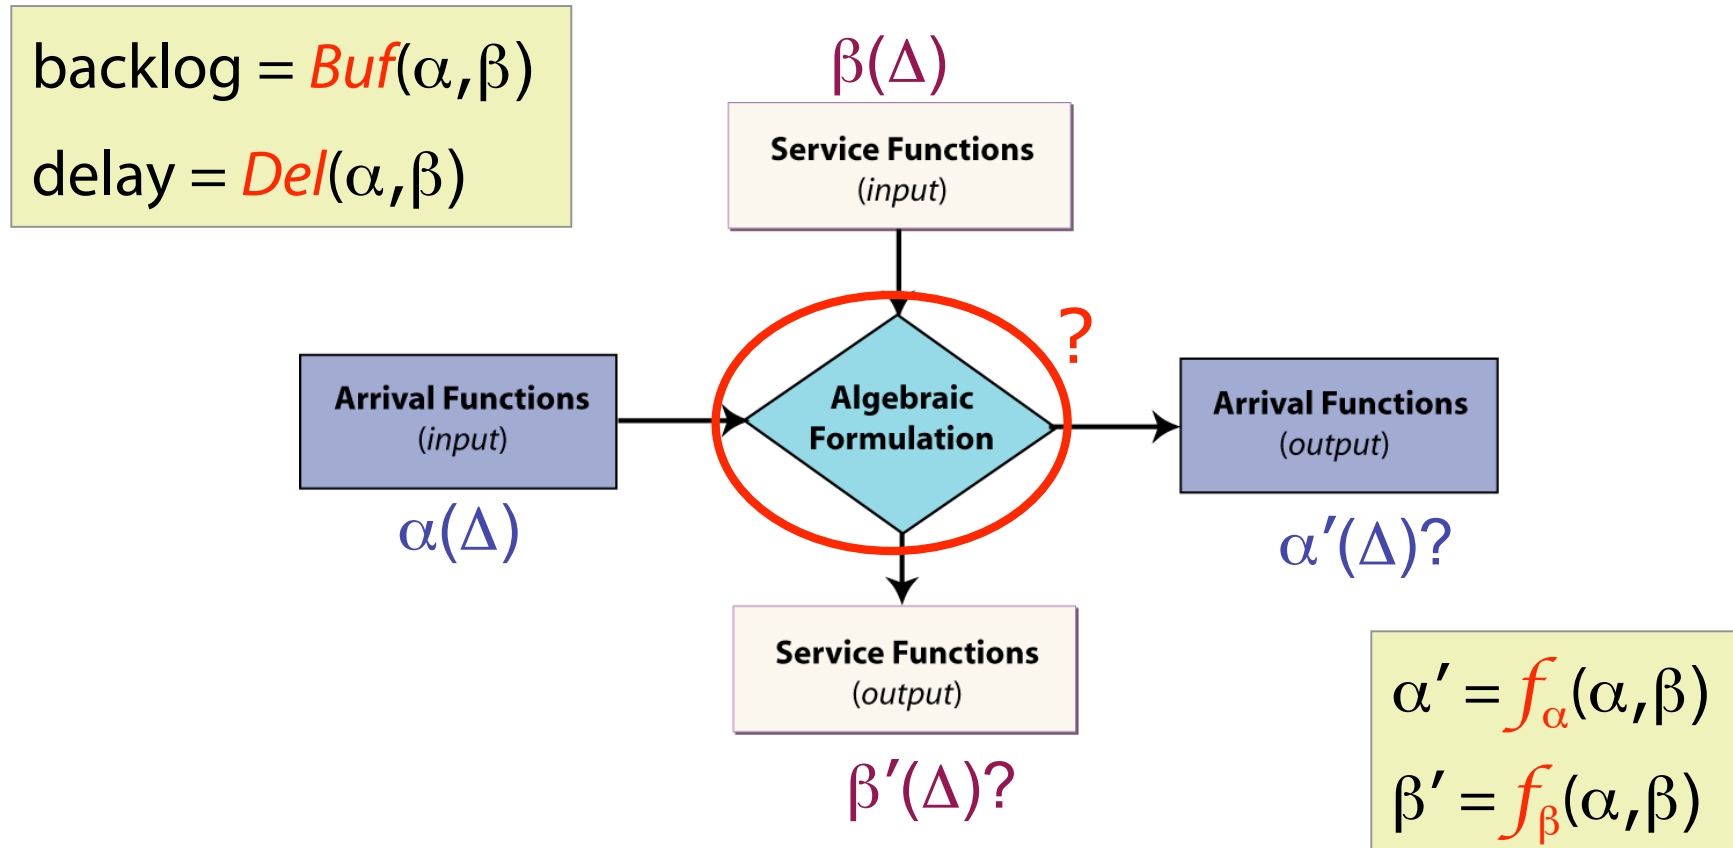 backlog = Buf(α,β)
delay = Del(α,β)
β(Δ)
Service Functions
(input)
?
Arrival Functions
(input)
α(Δ)
Algebraic
Formulation
Arrival Functions
(output)
α′(Δ)?
Service Functions
(output)
β′(Δ)?
α′ = fα(α,β)
β′ = fβ(α,β)